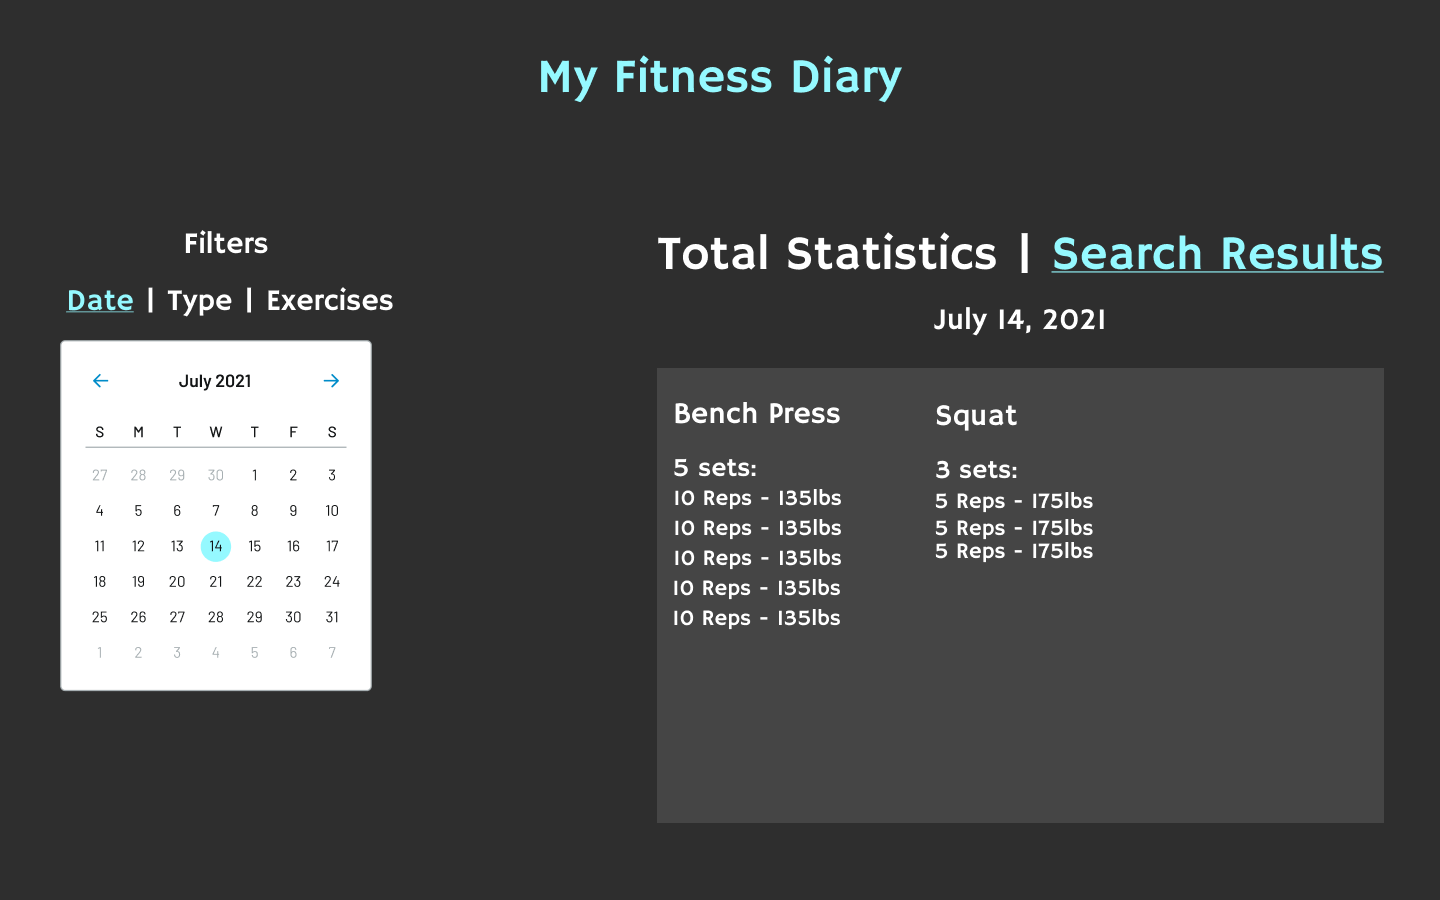 My Fitness Diary
Filters
Date | Type | Exercises
July 2021
S M T W T F S
27 28 29 30 1 2 3
4 5 6 7 8 9 10
11 12 13 14 15 16 17
18 19 20 21 22 23 24
25 26 27 28 29 30 31
1 2 3 4 5 6 7
Total Statistics | Search Results
July 14, 2021
Bench Press
5 sets:
10 Reps - 135lbs
10 Reps - 135lbs
10 Reps - 135lbs
10 Reps - 135lbs
10 Reps - 135lbs
Squat
3 sets:
5 Reps - 175lbs
5 Reps - 175lbs
5 Reps - 175lbs